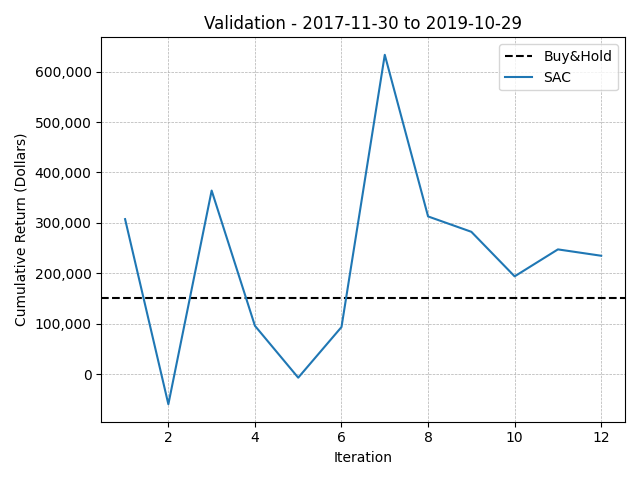 Validation - 2017-11-30 to 2019-10-29
Buy&Hold
SAC
Cumulative Return (Dollars)
600,000
500,000
400,000
300,000
200,000
100,000
0
2 4 6 8 10 12
Iteration